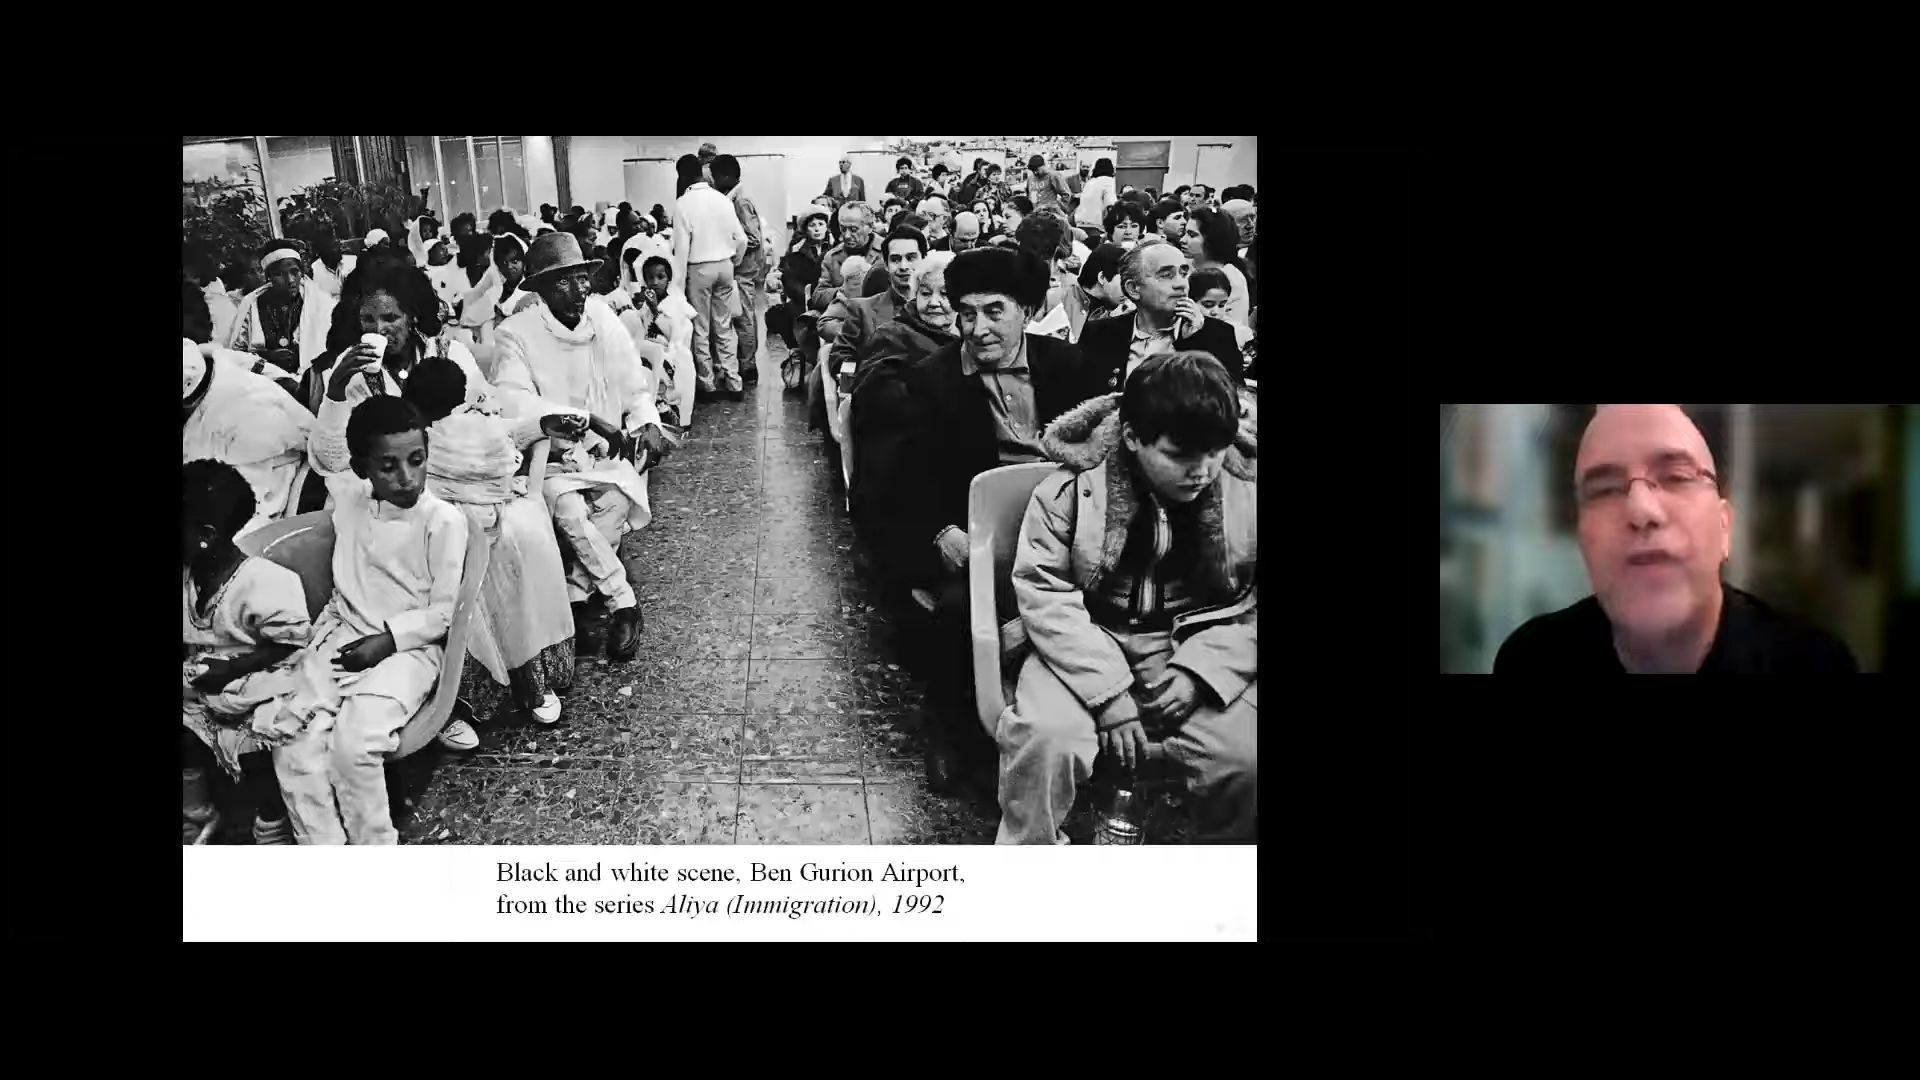 Black and white scene, Ben Gurion Airport,
from the series Aliya (Immigration), 1992